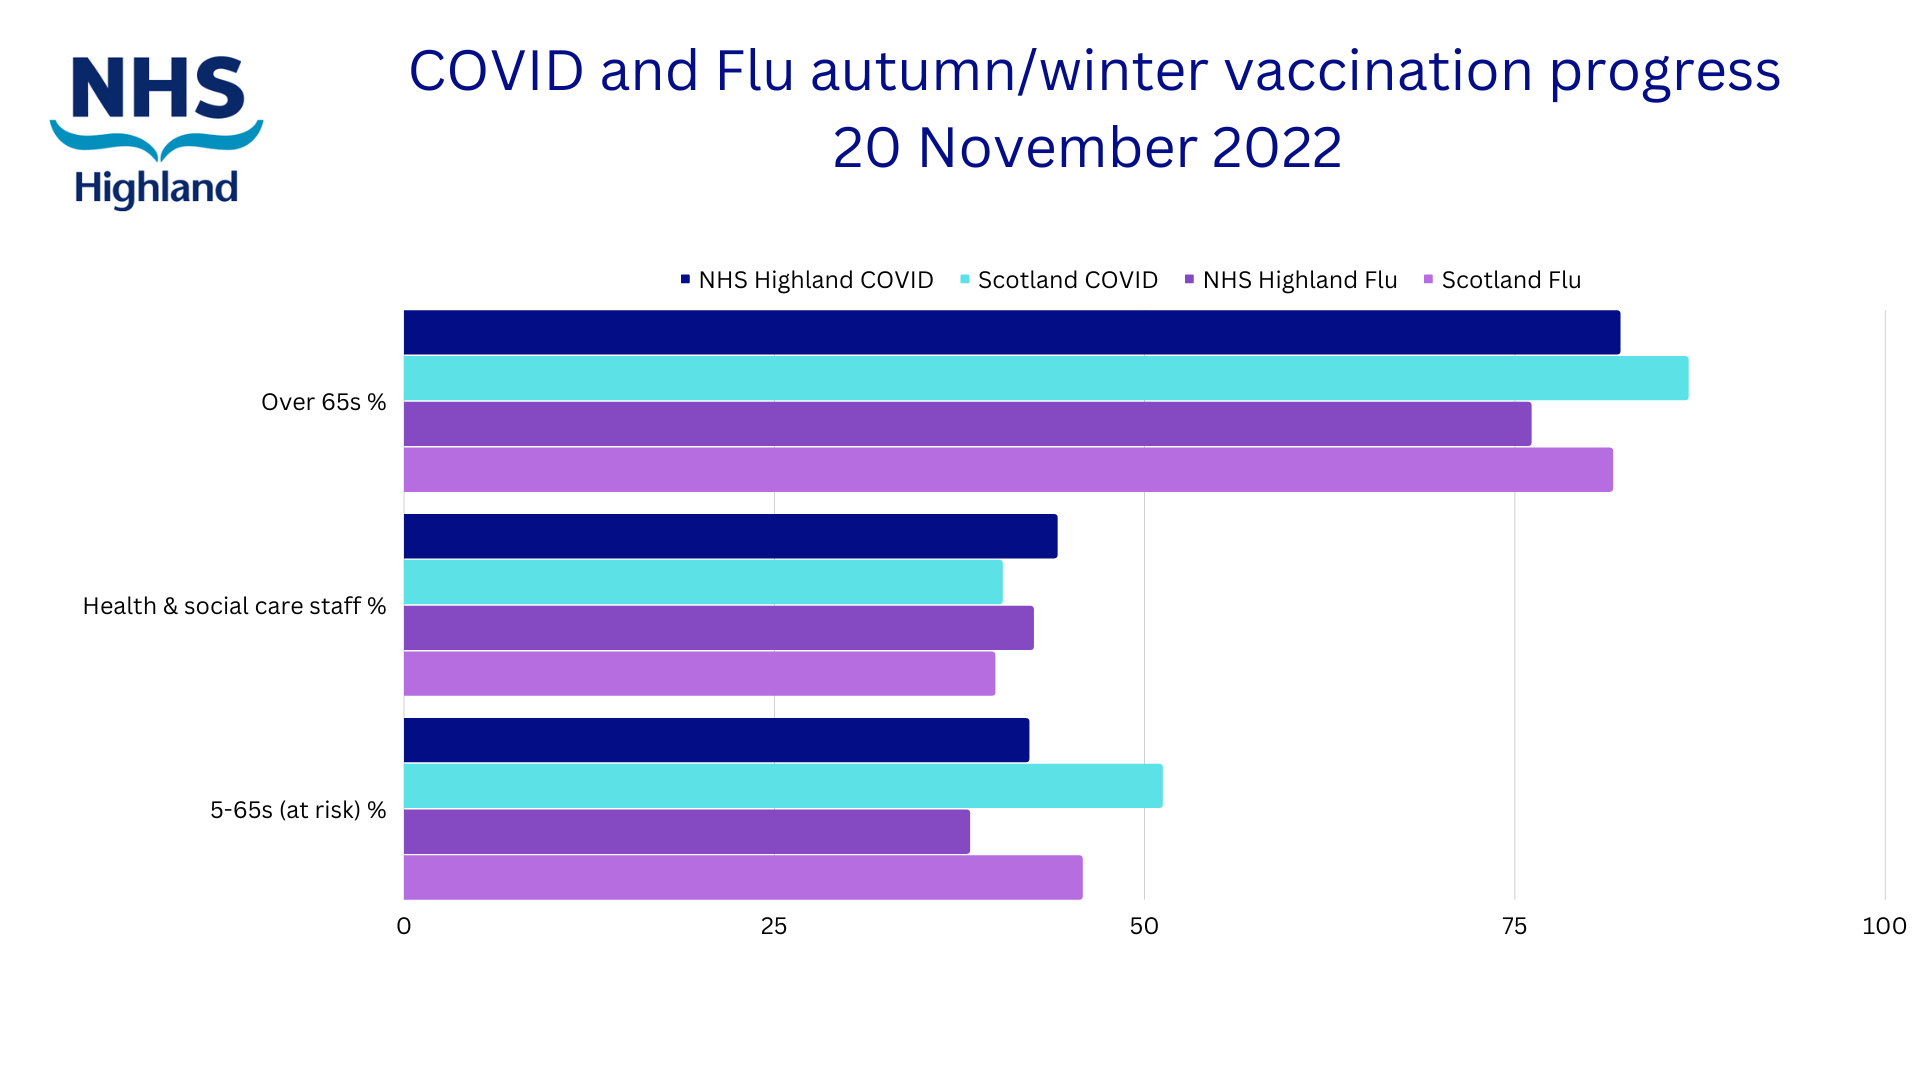 NHS
Highland
COVID and Flu autumn/winter vaccination progress
20 November 2022
NHS Highland COVID Scotland COVID NHS Highland Flu Scotland Flu
Over 65s %
Health & social care staff %
5-65s (at risk) %
0 25 50 75 100